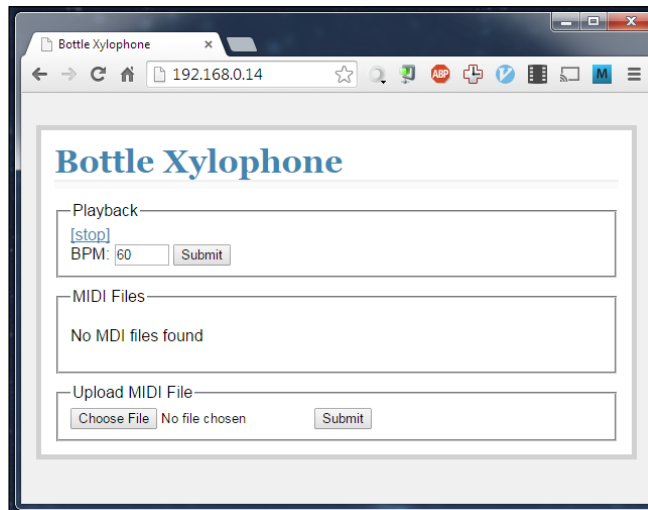 Bottle Xylophone
192.168.0.14
ABP
M
Bottle Xylophone
Playback
[stop]
BPM: 60 Submit
MIDI Files
No MDI files found
Upload MIDI File
Choose File No file chosen Submit